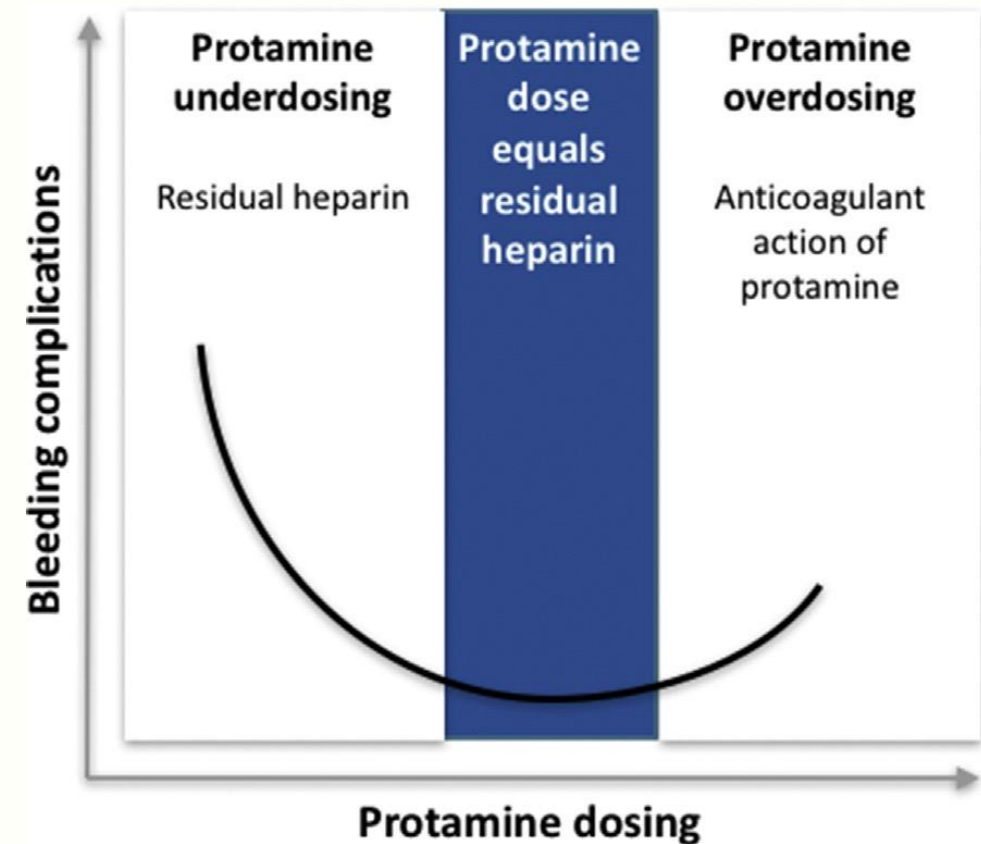 Protamine
underdosing
Residual heparin
Protamine
dose
equals
residual
heparin
Protamine
overdosing
Anticoagulant
action of
protamine
Bleeding complications
Protamine dosing